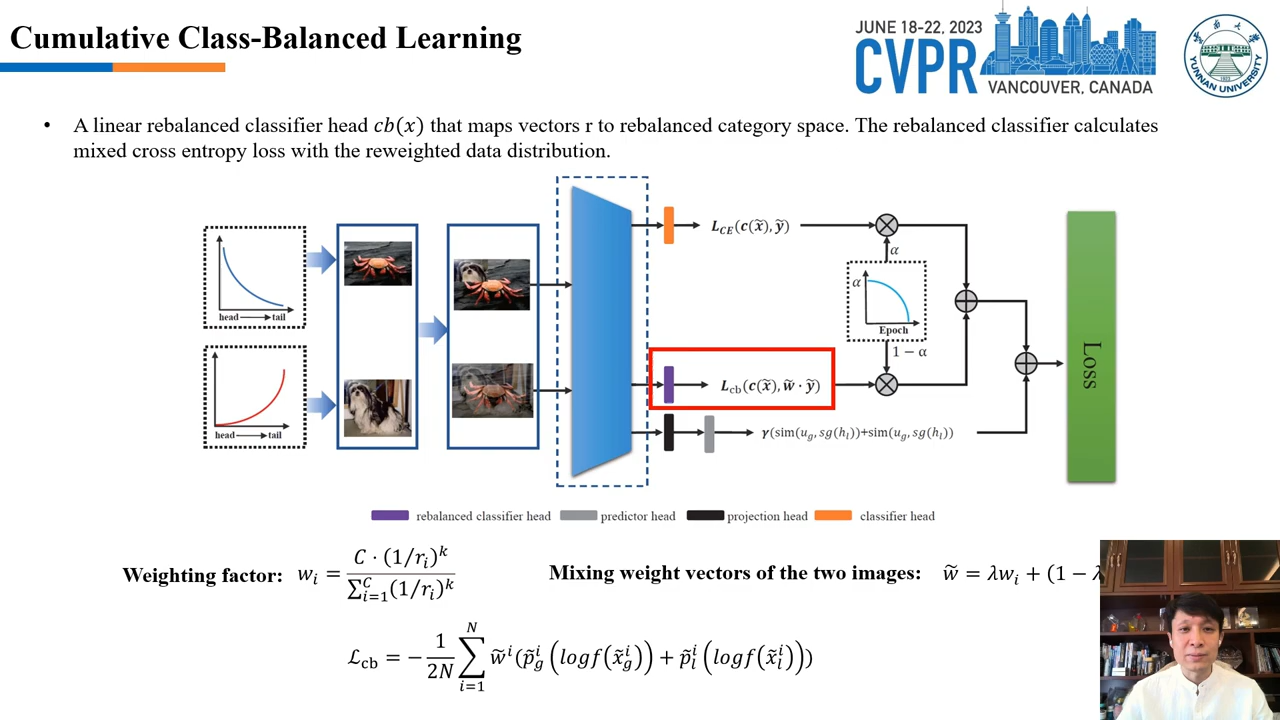 Cumulative Class-Balanced Learning
JUNE 18-22, 2023
CVPR
VANCOUVER, CANADA
YUNNAN UNIVERSITY
• A linear rebalanced classifier head cb(x) that maps vectors r to rebalanced category space. The rebalanced classifier calculates
mixed cross entropy loss with the reweighted data distribution.
head → tail
head → tail
L_CE(c(x̃), ỹ)
α
α
Epoch
1 − α
L_cb(c(x̃), w̃ · ỹ)
γ(sim(u_g, sg(h_l))+sim(u_g, sg(h_l))
Loss
rebalanced classifier head
predictor head
projection head
classifier head
Weighting factor: w_i = C · (1/r_i)^k / ∑_{i=1}^{C}(1/r_i)^k
Mixing weight vectors of the two images: w̃ = λw_i + (1 − λ
ℒ_cb = − 1/2N ∑_{i=1}^{N} w̃^i(p̃_g^i (logf(x̃_g^i)) + p̃_l^i (logf(x̃_l^i)))